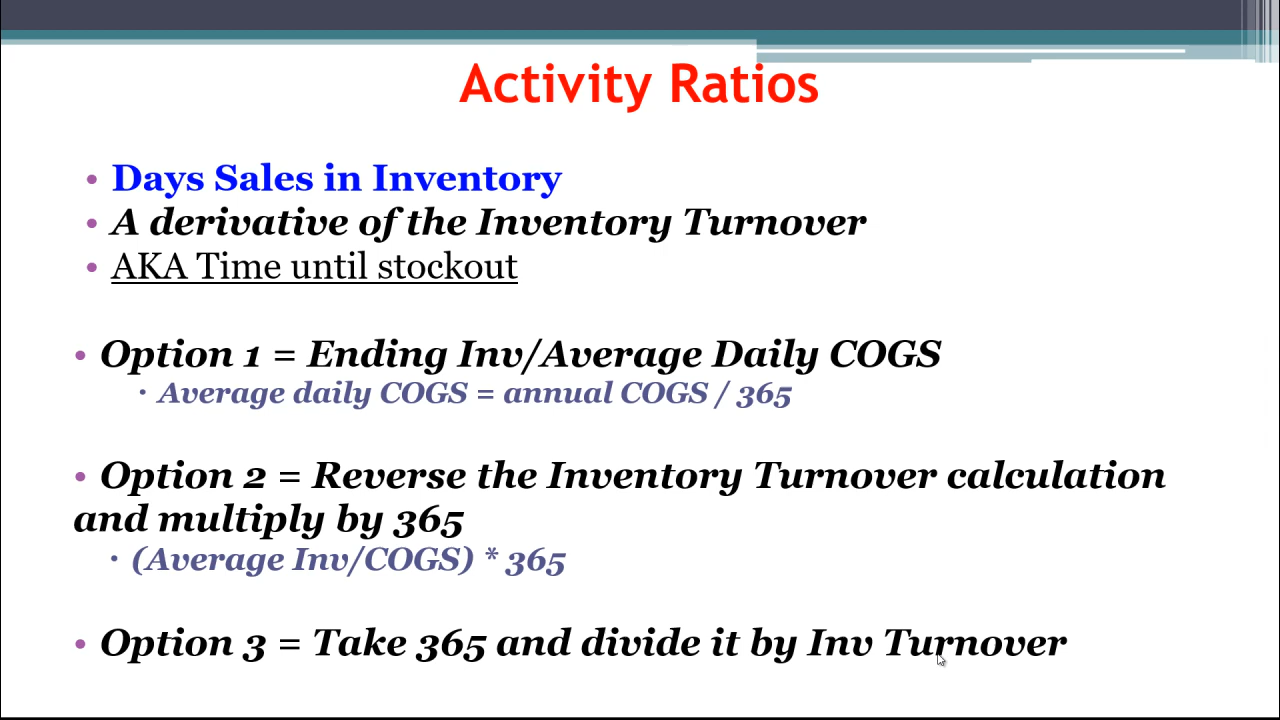 Activity Ratios
• Days Sales in Inventory
• A derivative of the Inventory Turnover
• AKA Time until stockout
• Option 1 = Ending Inv/Average Daily COGS
▪ Average daily COGS = annual COGS / 365
• Option 2 = Reverse the Inventory Turnover calculation
and multiply by 365
▪ (Average Inv/COGS) * 365
• Option 3 = Take 365 and divide it by Inv Turnover